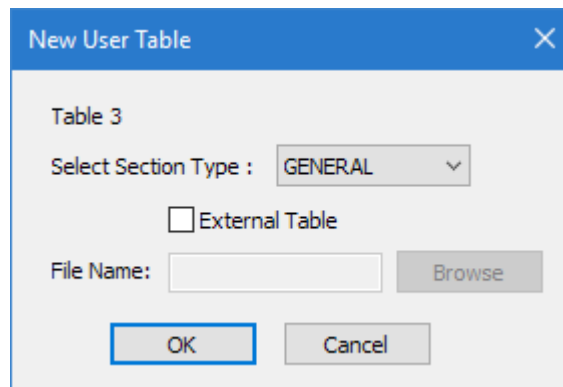 New User Table
Table 3
Select Section Type : GENERAL
External Table
File Name: Browse
OK Cancel